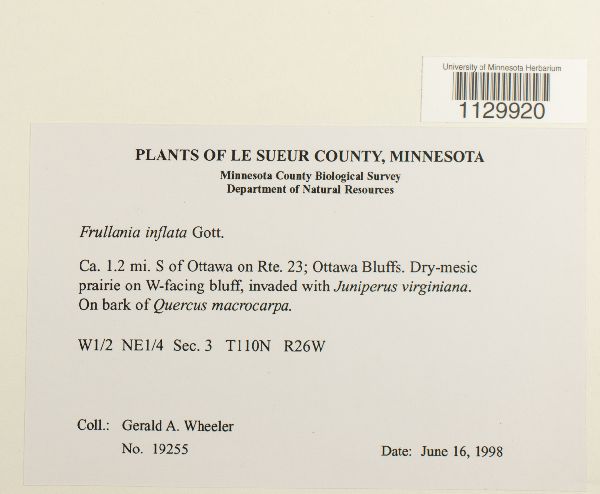 University of Minnesota Herbarium
1129920
PLANTS OF LE SUEUR COUNTY, MINNESOTA
Minnesota County Biological Survey
Department of Natural Resources
Frullania inflata Gott.
Ca. 1.2 mi. S of Ottawa on Rte. 23; Ottawa Bluffs. Dry-mesic
prairie on W-facing bluff, invaded with Juniperus virginiana.
On bark of Quercus macrocarpa.
W1/2 NE1/4 Sec. 3 T110N R26W
Coll.: Gerald A. Wheeler
No. 19255
Date: June 16, 1998